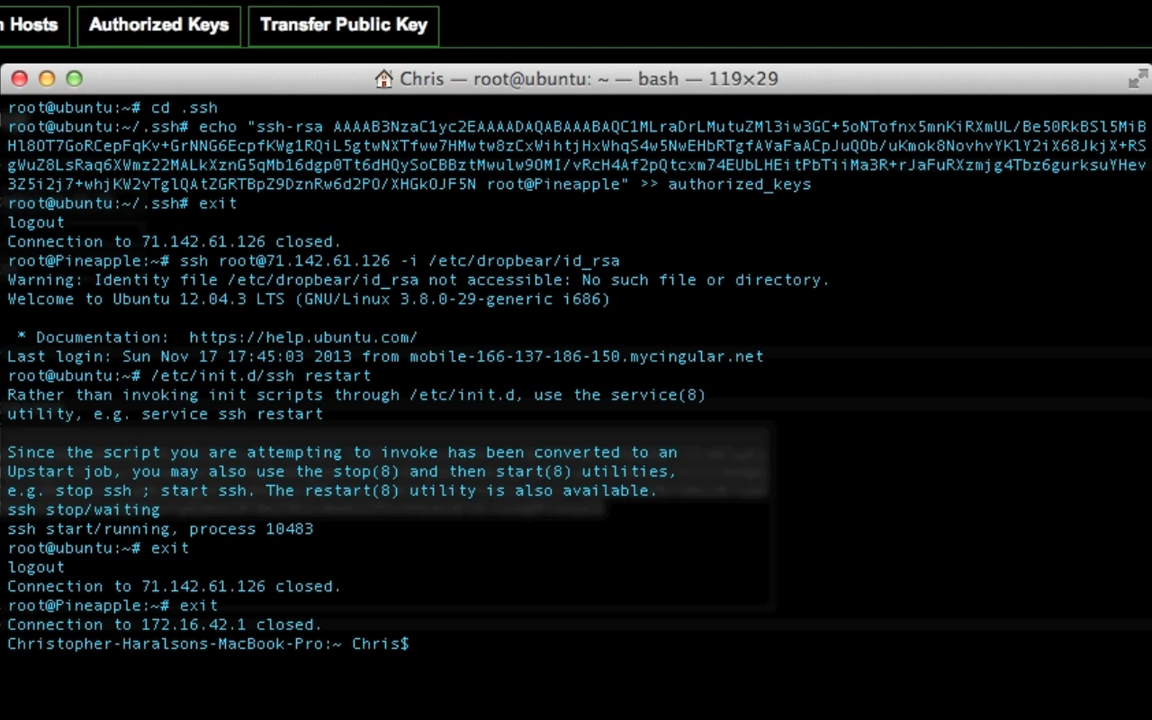 n Hosts
Authorized Keys
Transfer Public Key
Chris — root@ubuntu: ~ — bash — 119×29
root@ubuntu:~# cd .ssh
root@ubuntu:~/.ssh# echo "ssh-rsa AAAAB3NzaC1yc2EAAAADAQABAAABAQC1MLraDrLMutuZMl3iw3GC+5oNTofnx5mnKiRXmUL/Be50RkBSl5MiB
Hl8OT7GoRCepFqKv+GrNNG6EcpfKWg1RQiL5gtwNXTfww7HMwtw8zCxWihtjHxWhqS4w5NwEHbRTgfAVaFaACpJuQOb/uKmok8NovhvYKlY2iX68JkjX+RS
gWuZ8LsRaq6XWmz22MALkXznG5qMb16dgp0Tt6dHQySoCBBztMwulw9OMI/vRcH4Af2pQtcxm74EUbLHEitPbTiiMa3R+rJaFuRXzmjg4Tbz6gurksuYHev
3Z5i2j7+whjKW2vTglQAtZGRTBpZ9DznRw6d2PO/XHGkOJF5N root@Pineapple" >> authorized_keys
root@ubuntu:~/.ssh# exit
logout
Connection to 71.142.61.126 closed.
root@Pineapple:~# ssh root@71.142.61.126 -i /etc/dropbear/id_rsa
Warning: Identity file /etc/dropbear/id_rsa not accessible: No such file or directory.
Welcome to Ubuntu 12.04.3 LTS (GNU/Linux 3.8.0-29-generic i686)
* Documentation:  https://help.ubuntu.com/
Last login: Sun Nov 17 17:45:03 2013 from mobile-166-137-186-150.mycingular.net
root@ubuntu:~# /etc/init.d/ssh restart
Rather than invoking init scripts through /etc/init.d, use the service(8)
utility, e.g. service ssh restart
Since the script you are attempting to invoke has been converted to an
Upstart job, you may also use the stop(8) and then start(8) utilities,
e.g. stop ssh ; start ssh. The restart(8) utility is also available.
ssh stop/waiting
ssh start/running, process 10483
root@ubuntu:~# exit
logout
Connection to 71.142.61.126 closed.
root@Pineapple:~# exit
Connection to 172.16.42.1 closed.
Christopher-Haralsons-MacBook-Pro:~ Chris$